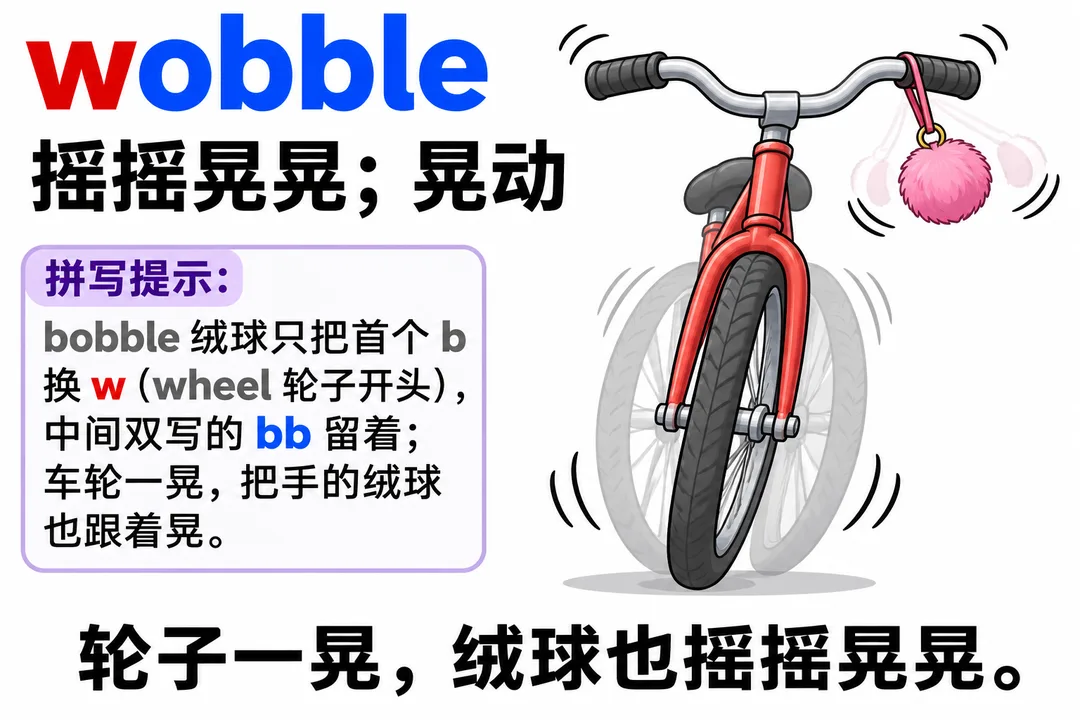 wobble
摇摇晃晃；晃动
拼写提示：
bobble 绒球只把首个 b
换 w（wheel 轮子开头），
中间双写的 bb 留着；
车轮一晃，把手的绒球
也跟着晃。
轮子一晃，绒球也摇摇晃晃。